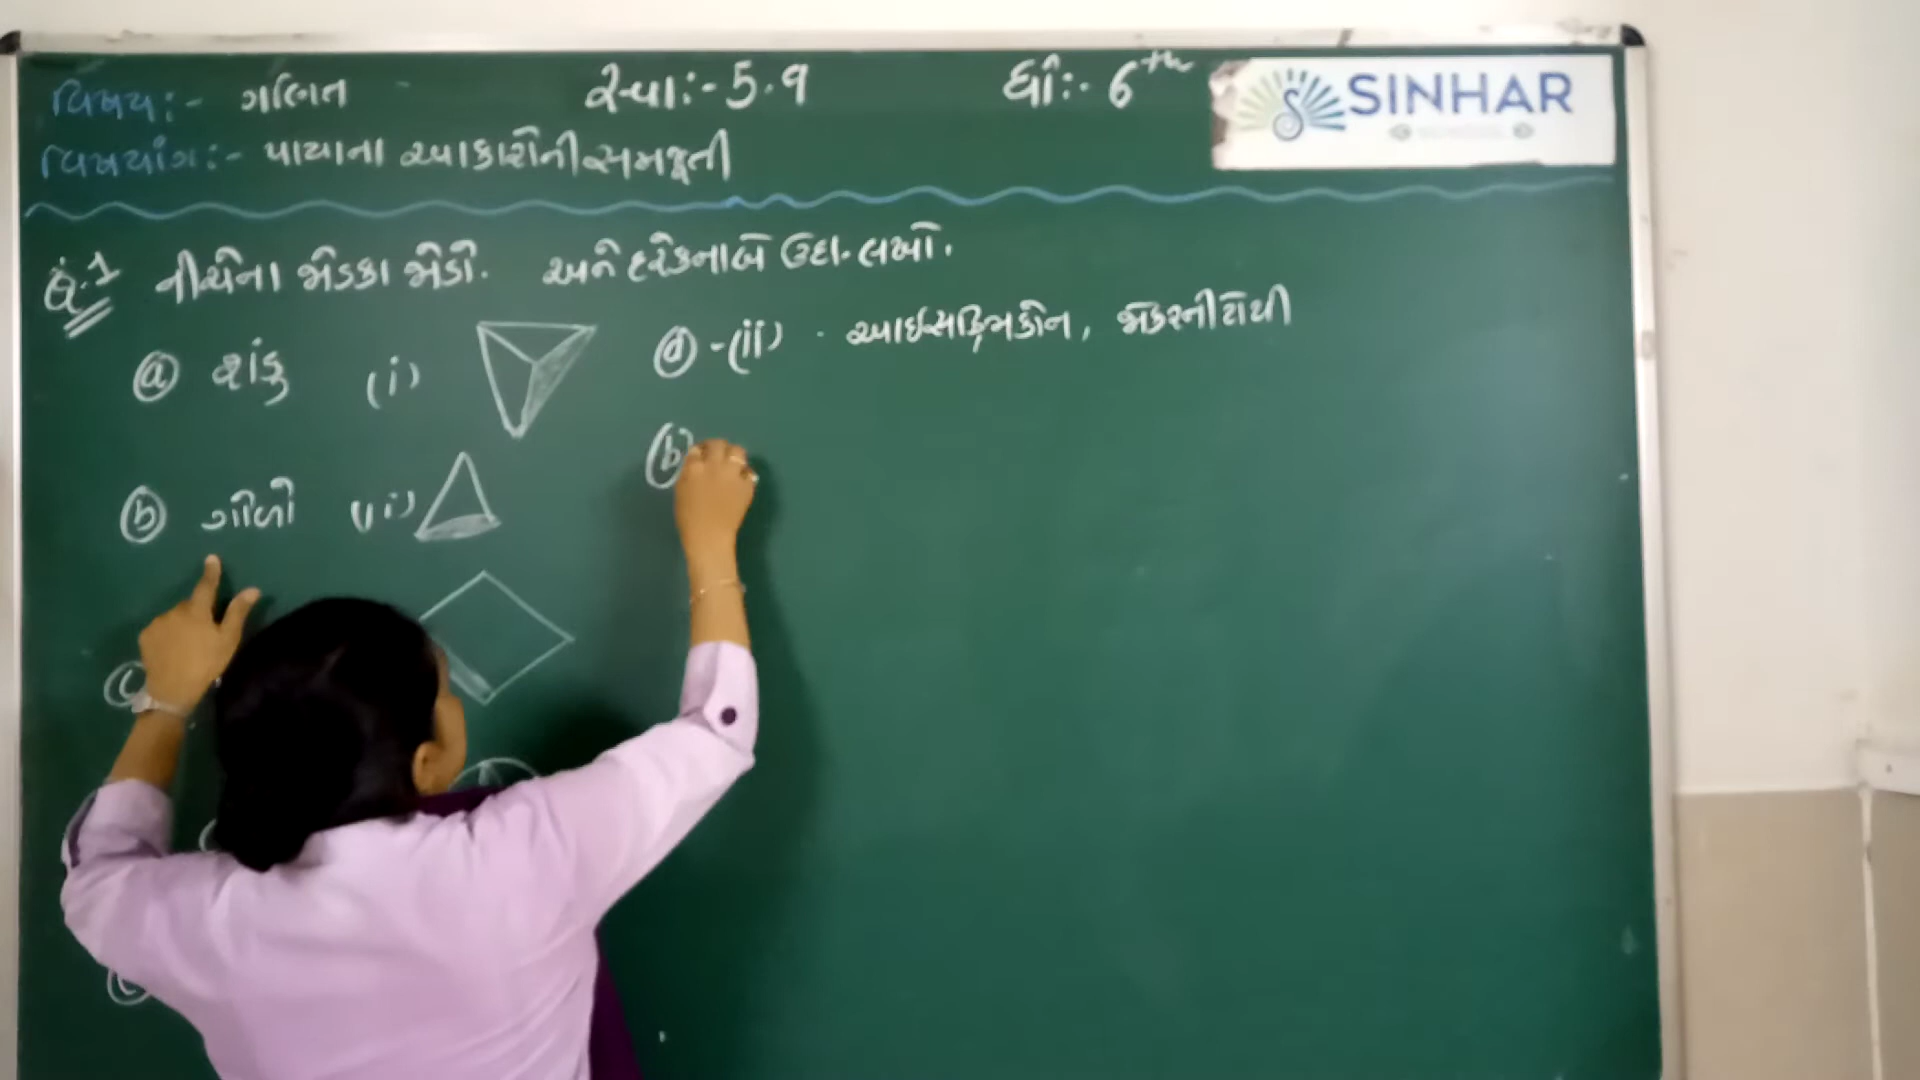 વિષય:- ગણિત સ્વા:- 5.9 ધો:- 6th
SINHAR
વિષયાંગ:- પાયાના આકારોની સમજૂતી
પ્ર.1 નીચેના જોડકા જોડો. અને દરેકના બે ઉદા. લખો.
(a) શંકુ (i)
(a) -(ii) આઇસક્રિમકોન, જોકરની ટોપી
(b) ગોળો (ii)
(b)
(c)